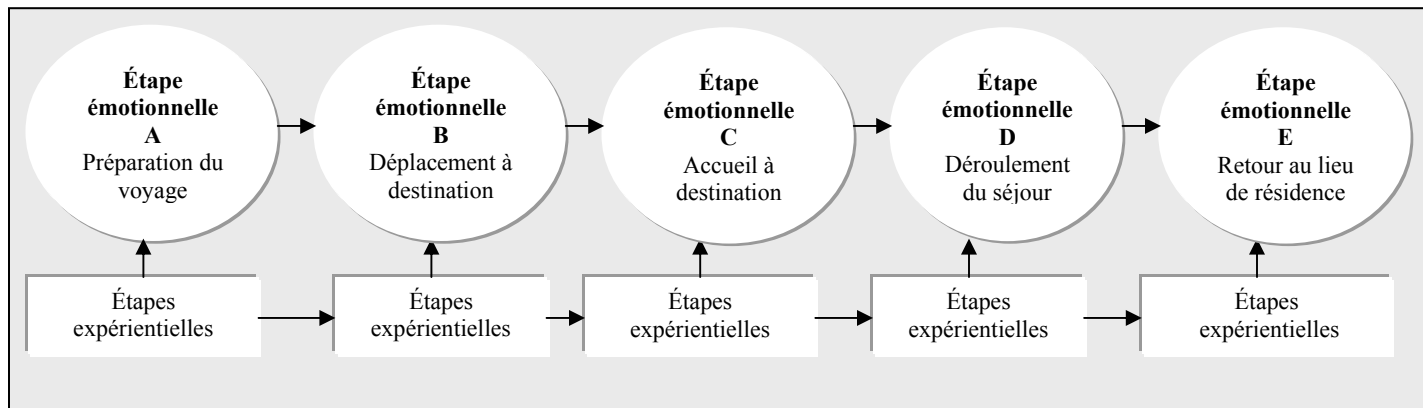 Étape
émotionnelle
A
Préparation du
voyage
Étape
émotionnelle
B
Déplacement à
destination
Étape
émotionnelle
C
Accueil à
destination
Étape
émotionnelle
D
Déroulement
du séjour
Étape
émotionnelle
E
Retour au lieu
de résidence
Étapes
expérientielles
Étapes
expérientielles
Étapes
expérientielles
Étapes
expérientielles
Étapes
expérientielles